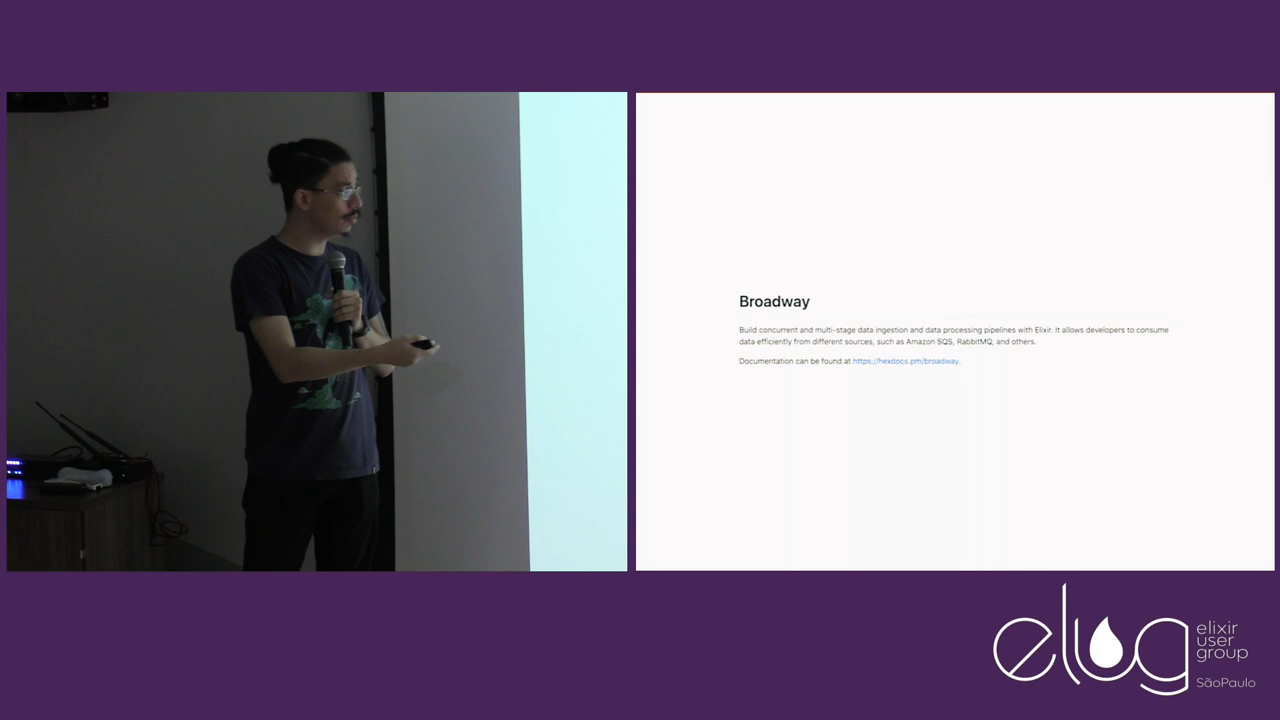 Broadway
Build concurrent and multi-stage data ingestion and data processing pipelines with Elixir. It allows developers to consume
data efficiently from different sources, such as Amazon SQS, RabbitMQ, and others.
Documentation can be found at https://hexdocs.pm/broadway.
elug
elixir
user
group
SãoPaulo